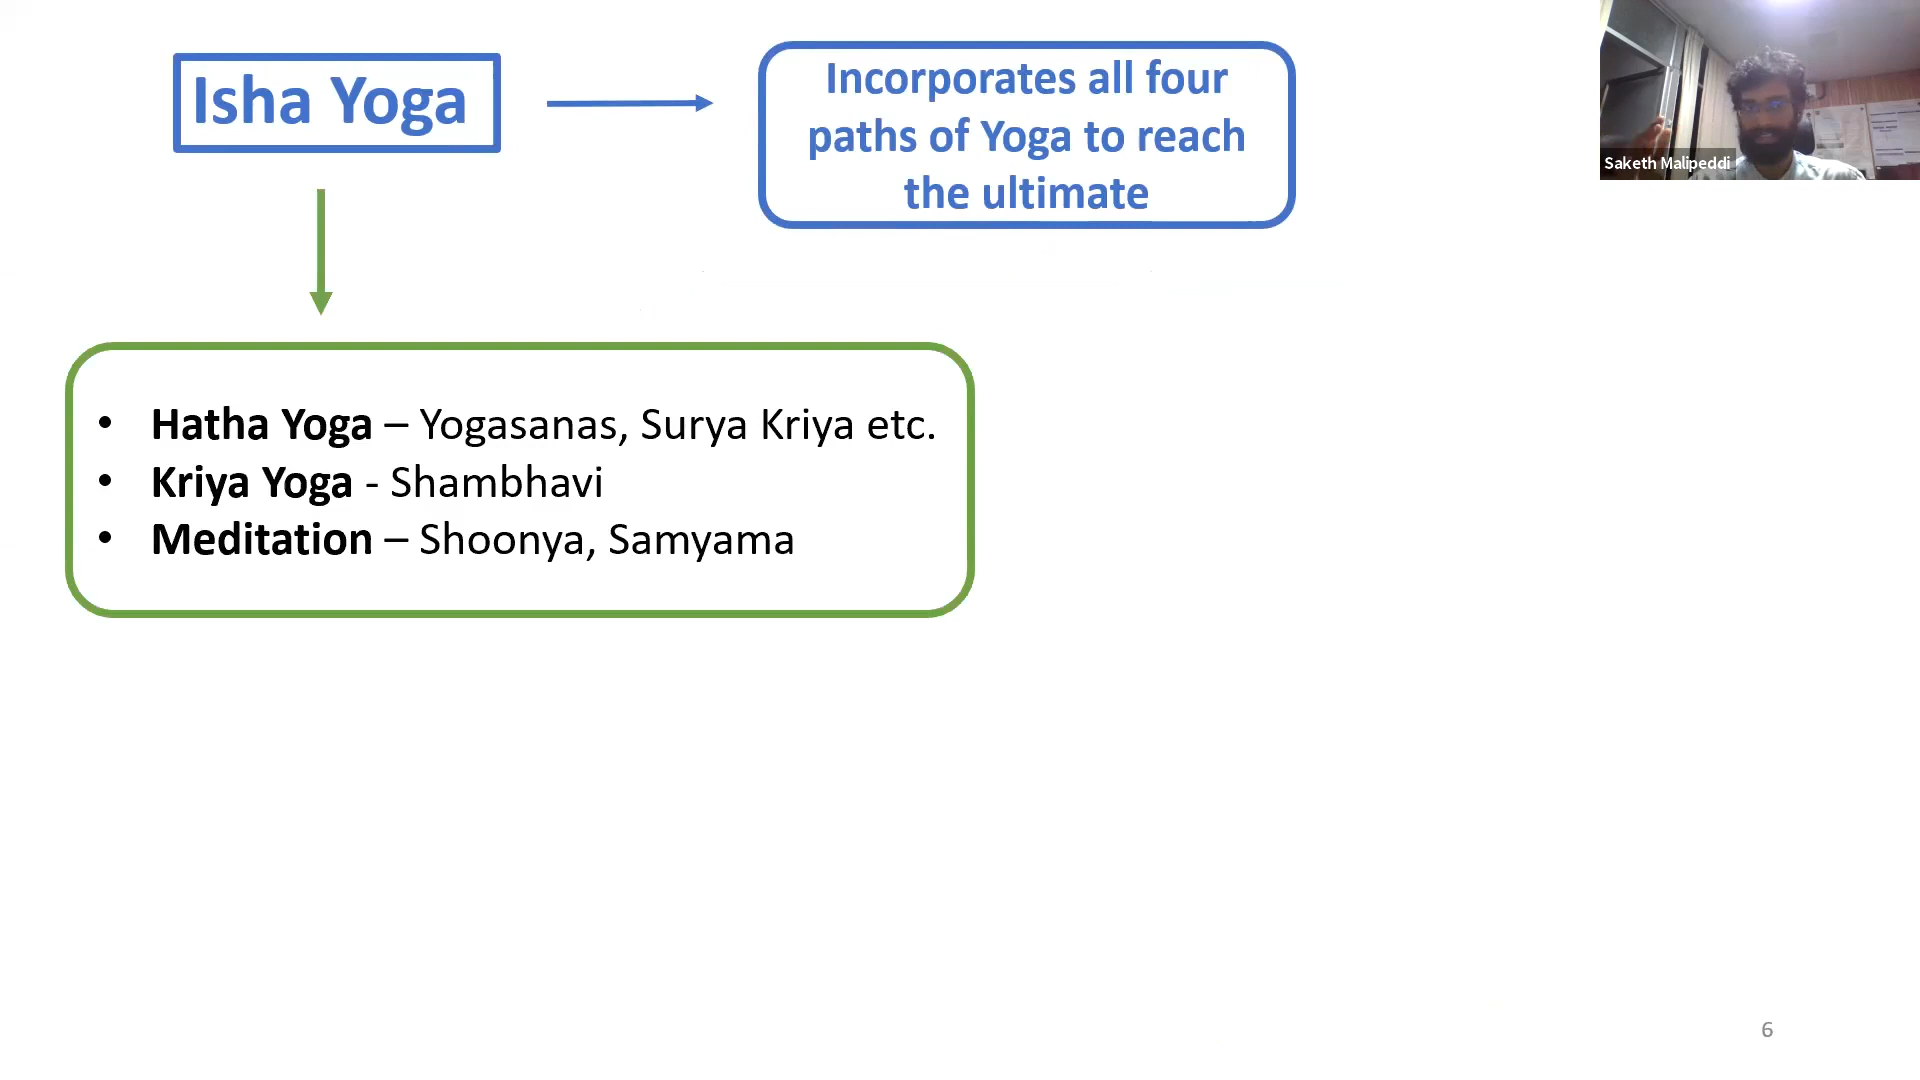 Isha Yoga
Incorporates all four
paths of Yoga to reach
the ultimate
Saketh Malipeddi
• Hatha Yoga – Yogasanas, Surya Kriya etc.
• Kriya Yoga - Shambhavi
• Meditation – Shoonya, Samyama
6